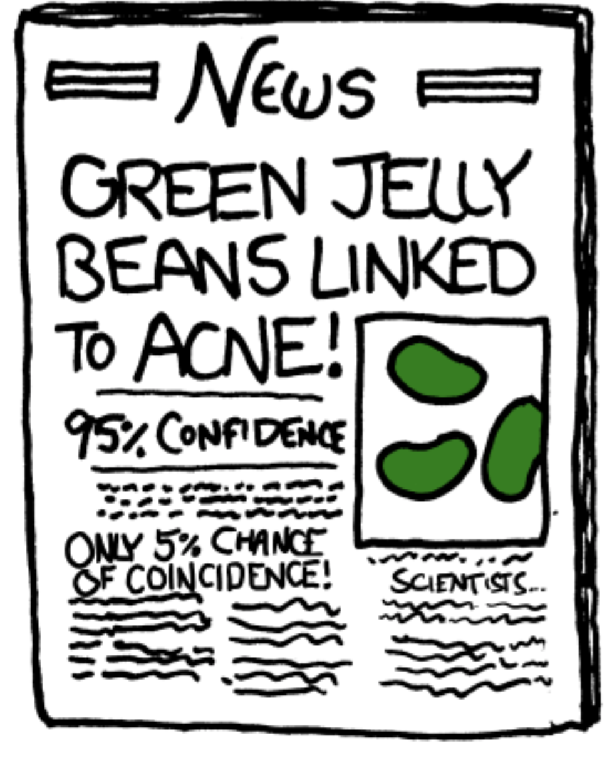 NEWS
GREEN JELLY
BEANS LINKED
TO ACNE!
95% CONFIDENCE
ONLY 5% CHANCE
OF COINCIDENCE!
SCIENTISTS...